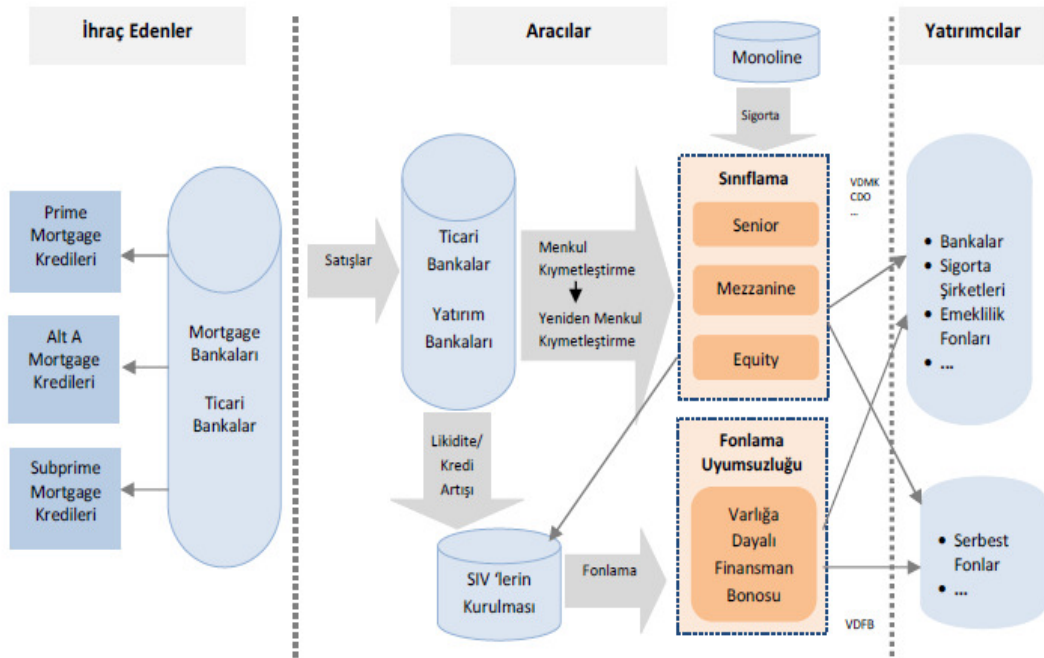 İhraç Edenler
Aracılar
Yatırımcılar
Monoline
Sigorta
Prime
Mortgage
Kredileri
Alt A
Mortgage
Kredileri
Subprime
Mortgage
Kredileri
Mortgage
Bankaları
Ticari
Bankalar
Satışlar
Ticari
Bankalar
Yatırım
Bankaları
Menkul
Kıymetleştirme
Yeniden Menkul
Kıymetleştirme
Likidite/
Kredi
Artışı
SIV 'lerin
Kurulması
Fonlama
Sınıflama
Senior
Mezzanine
Equity
Fonlama
Uyumsuzluğu
Varlığa
Dayalı
Finansman
Bonosu
VDMK
CDO
...
VDFB
• Bankalar
• Sigorta
Şirketleri
• Emeklilik
Fonları
• ...
• Serbest
Fonlar
• ...